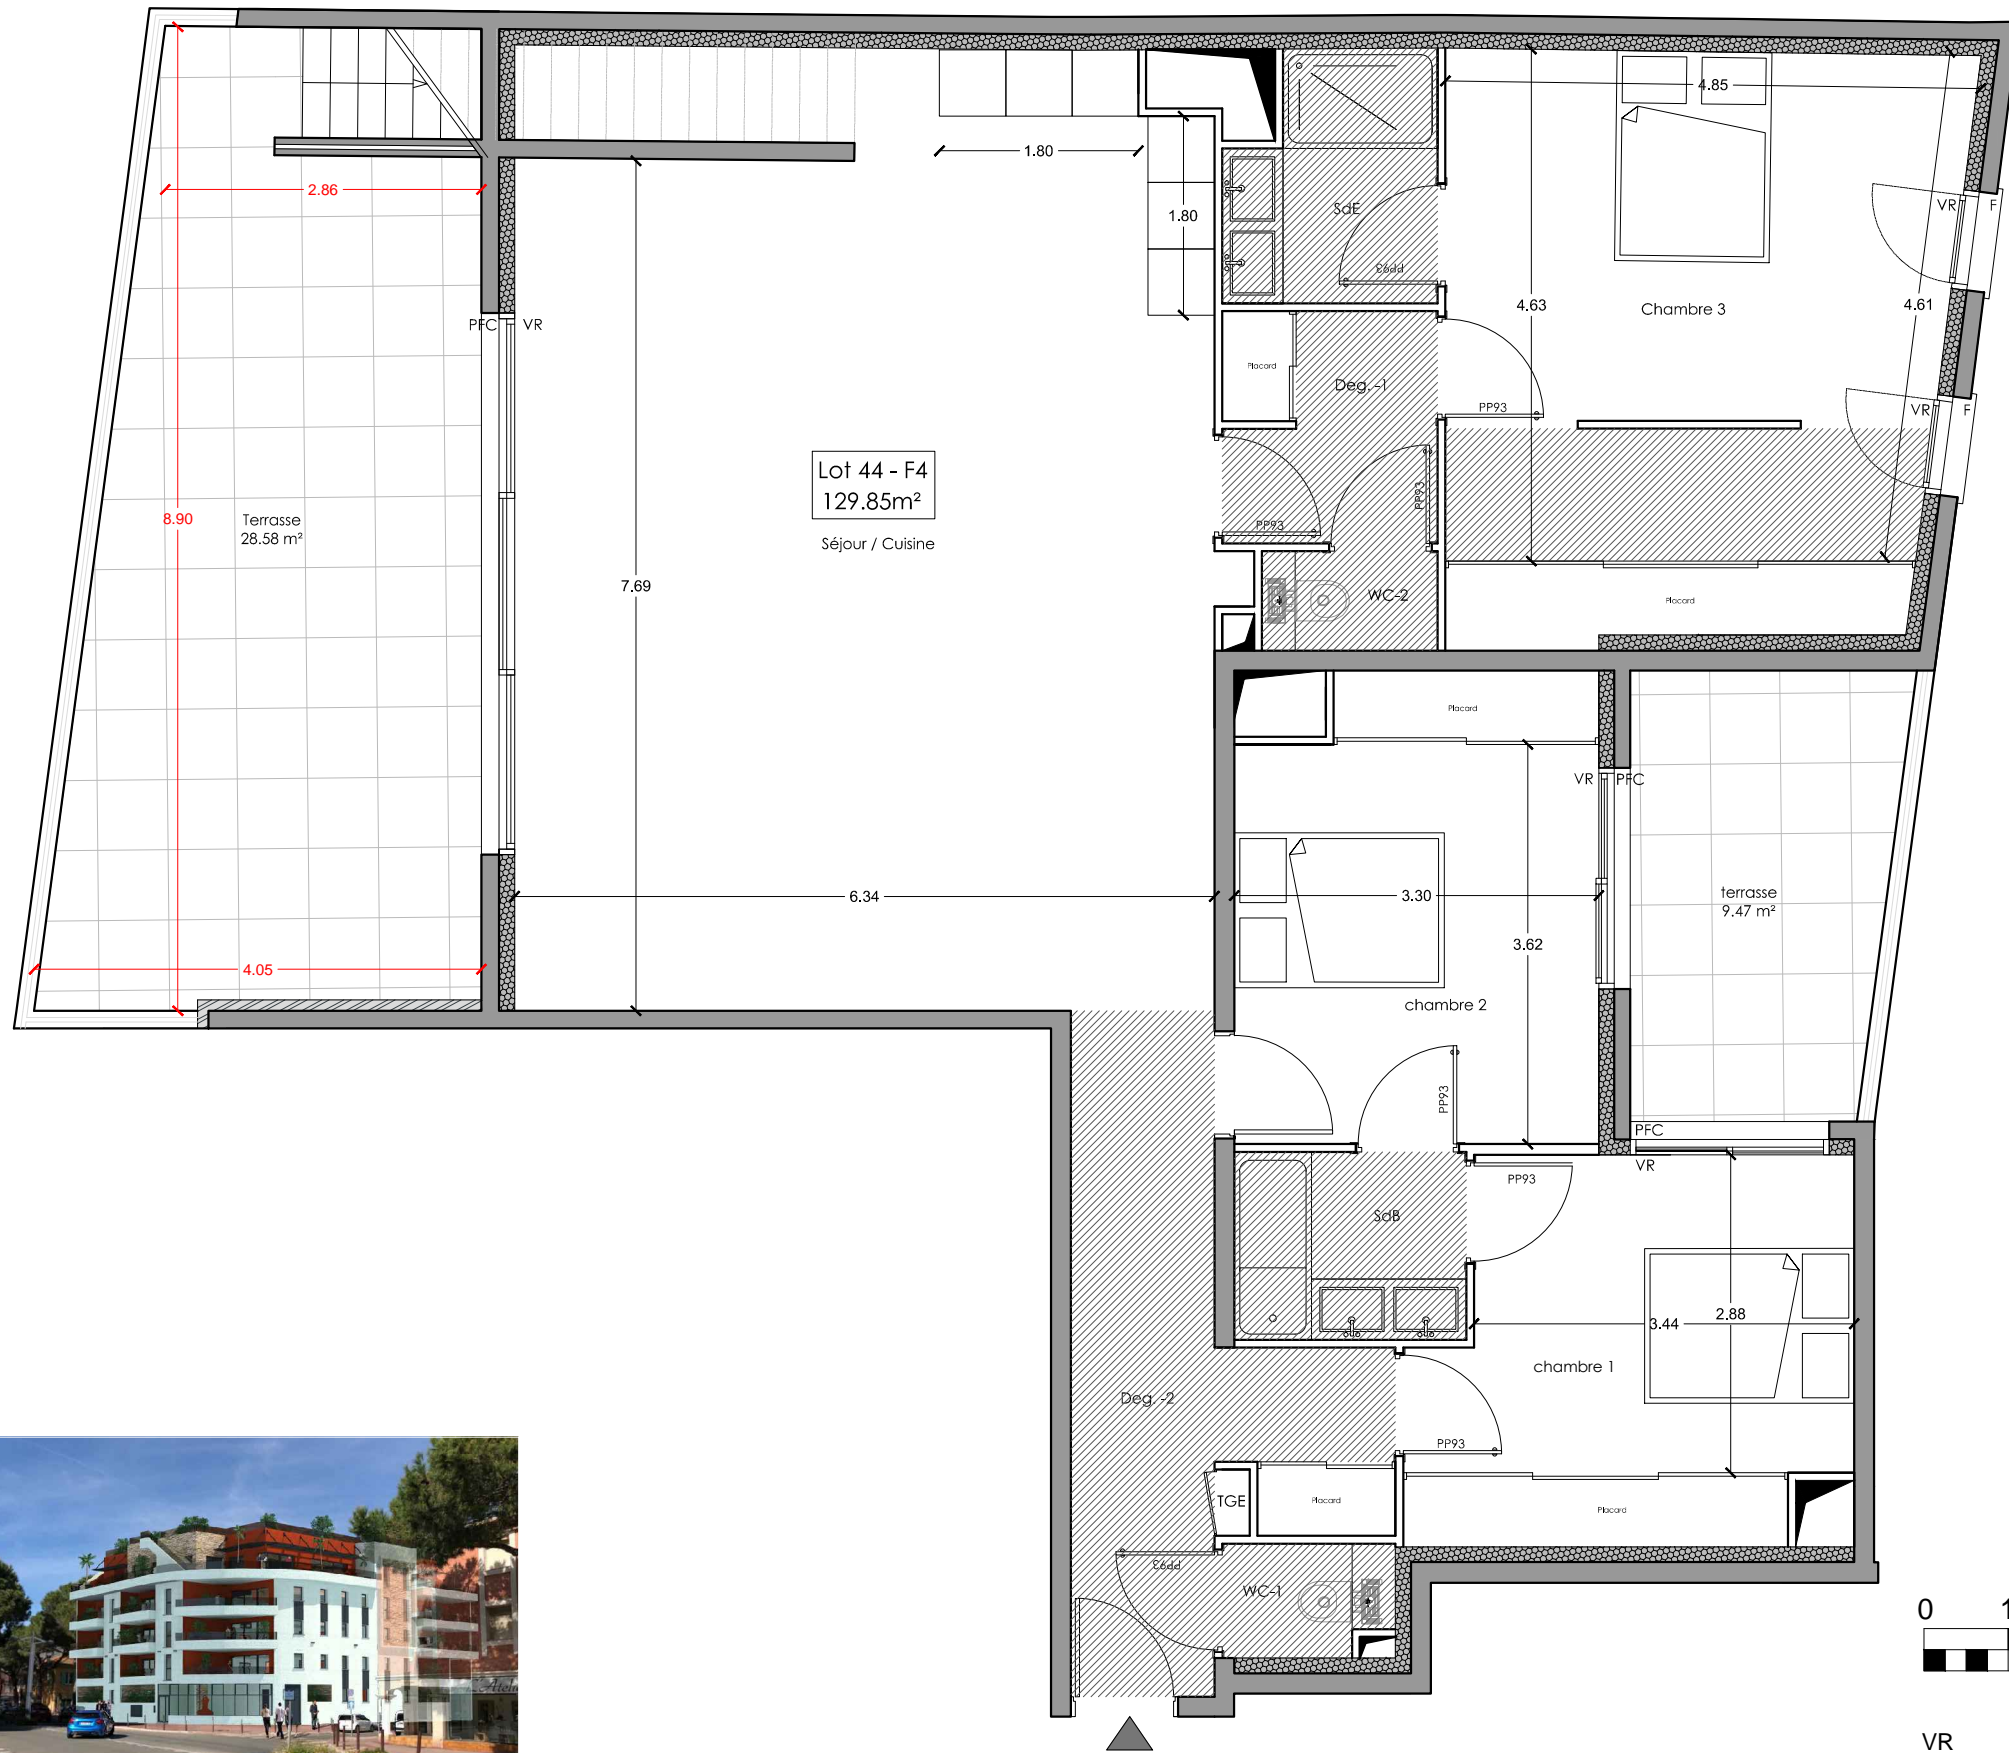 4.85
1.80
2.86
1.80
SdE
PP93
VR
F
PFC
VR
4.63
Chambre 3
4.61
Placard
Deg. -1
PP93
VR
F
Lot 44 - F4
129.85m²
Séjour / Cuisine
8.90
Terrasse
28.58 m²
PP93
PP93
7.69
WC-2
Placard
Placard
VR
PFC
6.34
3.30
terrasse
9.47 m²
3.62
4.05
chambre 2
PP93
PFC
VR
PP93
SdB
3.44
2.88
chambre 1
Deg. -2
PP93
TGE
Placard
Placard
PP93
WC-1
0
1
VR